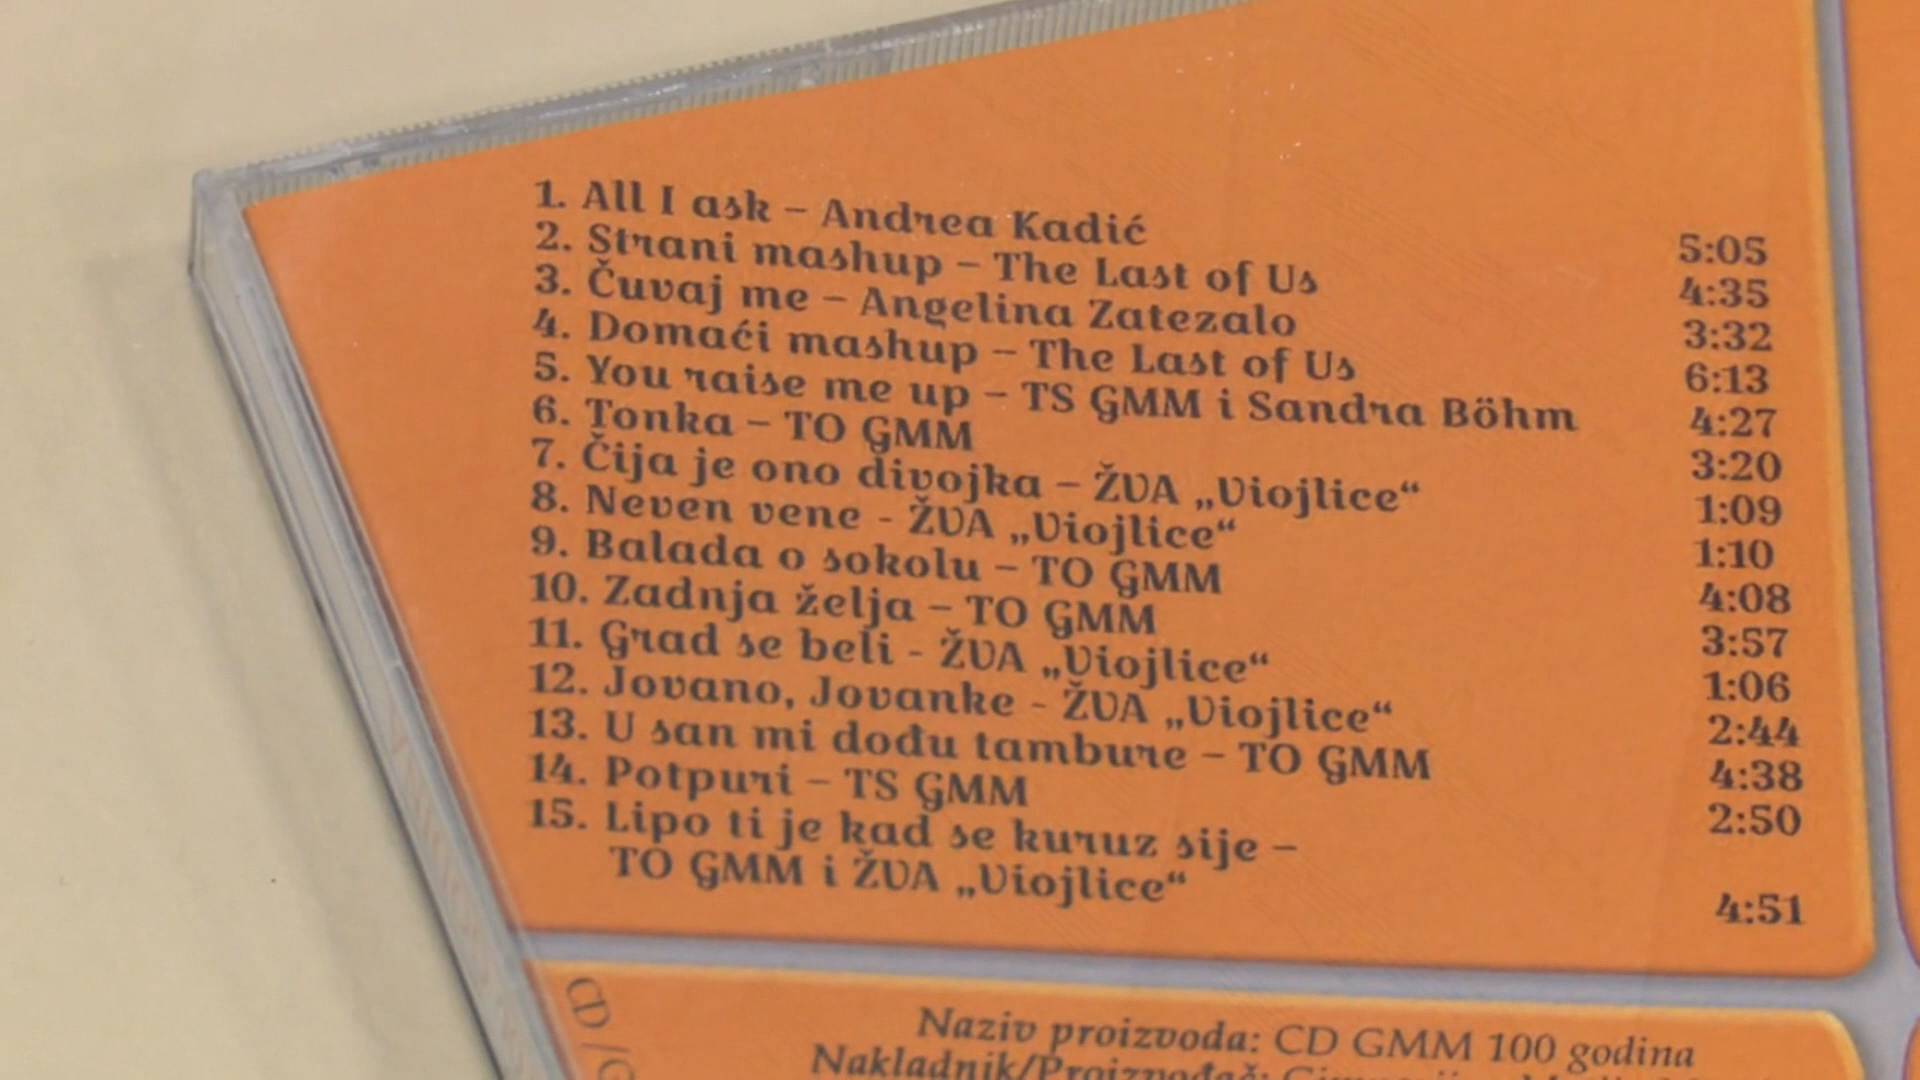 1. All I ask – Andrea Kadić 5:05
2. Strani mashup – The Last of Us 4:35
3. Čuvaj me – Angelina Zatezalo 3:32
4. Domaći mashup – The Last of Us 6:13
5. You raise me up – TS GMM i Sandra Böhm 4:27
6. Tonka – TO GMM 3:20
7. Čija je ono divojka – ŽVA „Viojlice“ 1:09
8. Neven vene - ŽVA „Viojlice“ 1:10
9. Balada o sokolu – TO GMM 4:08
10. Zadnja želja – TO GMM 3:57
11. Grad se beli - ŽVA „Viojlice“ 1:06
12. Jovano, Jovanke - ŽVA „Viojlice“ 2:44
13. U san mi dođu tambure – TO GMM 4:38
14. Potpuri – TS GMM 2:50
15. Lipo ti je kad se kuruz sije –
TO GMM i ŽVA „Viojlice“ 4:51
CD
Naziv proizvoda: CD GMM 100 godina
Nakladnik/Proizvođač: